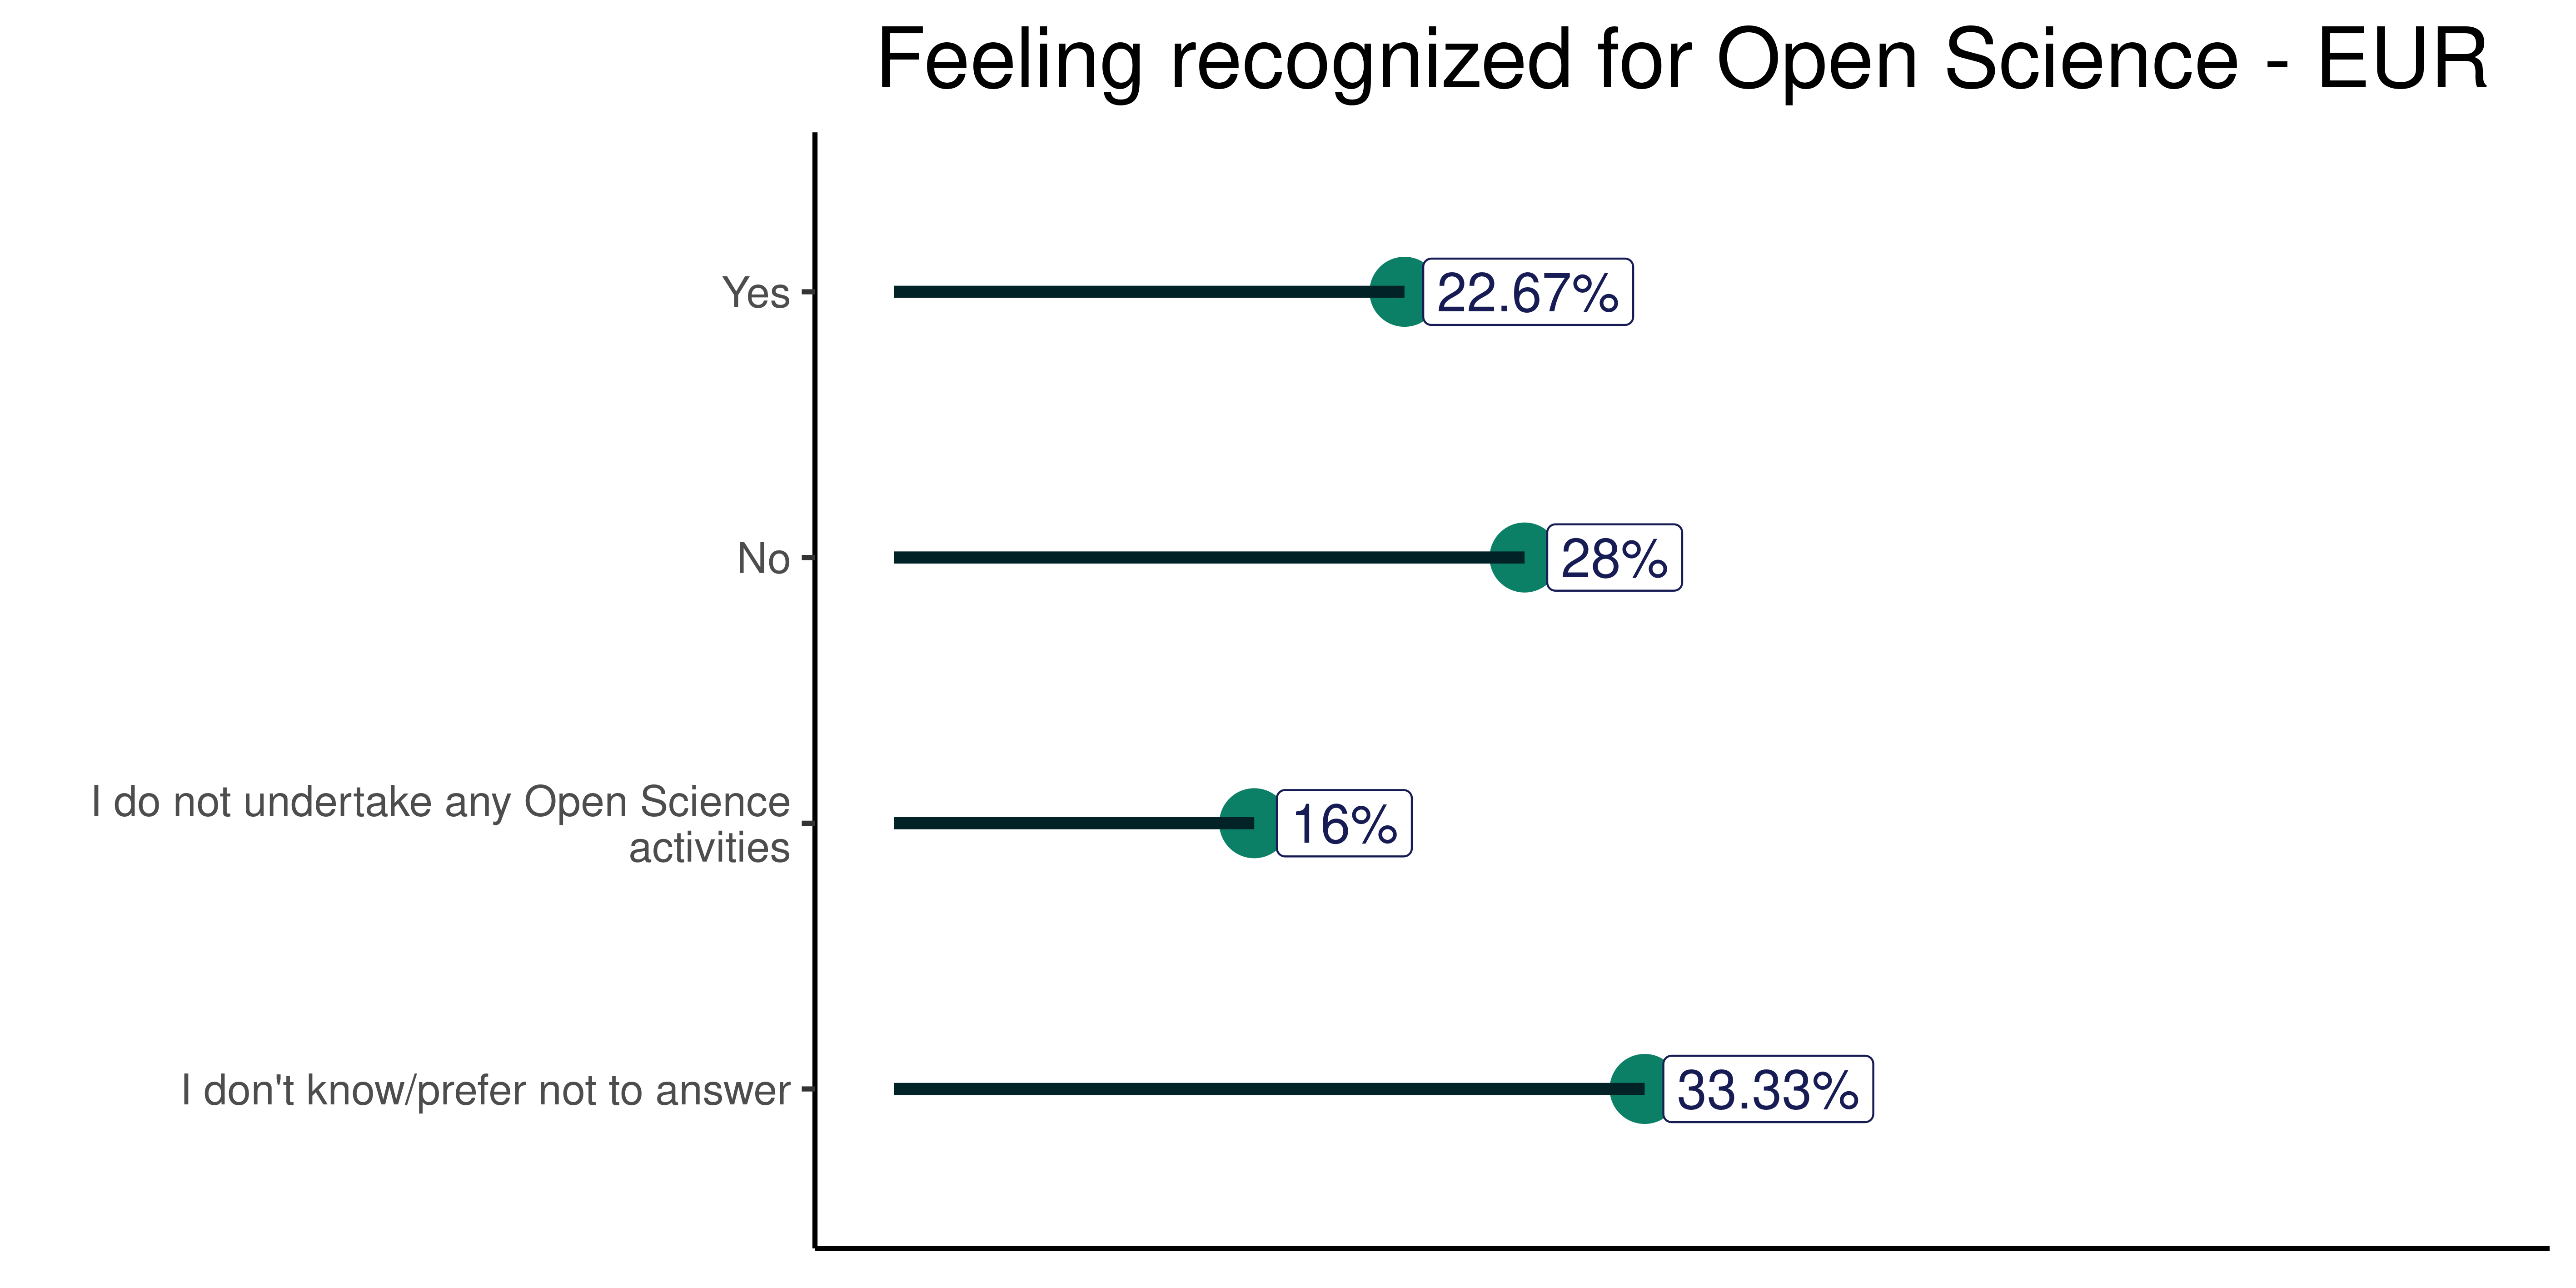 Feeling recognized for Open Science - EUR
Yes
22.67%
No
28%
I do not undertake any Open Science
activities
16%
I don't know/prefer not to answer
33.33%